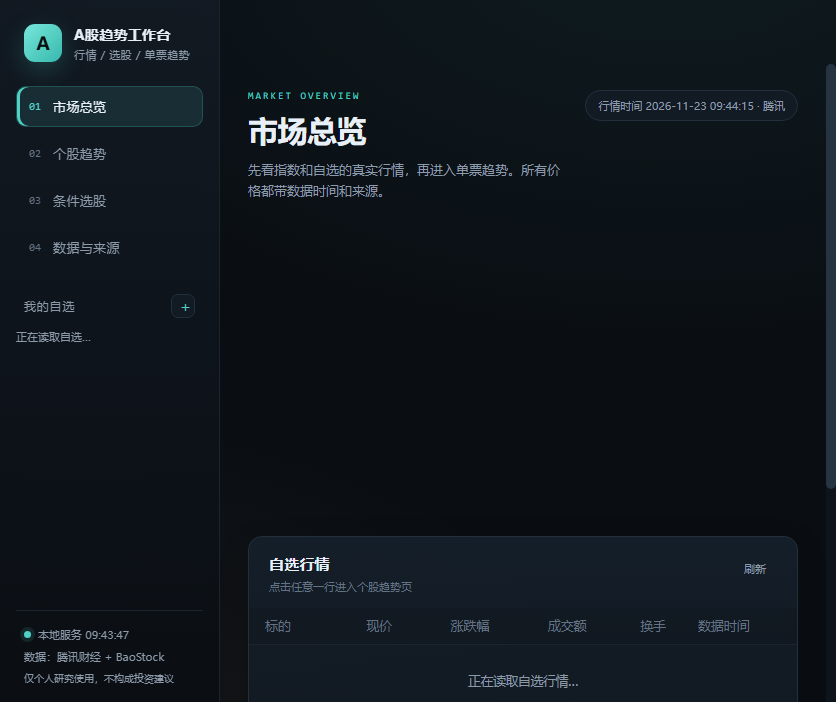 A
A股趋势工作台
行情 / 选股 / 单票趋势
01 市场总览
02 个股趋势
03 条件选股
04 数据与来源
我的自选
+
正在读取自选...
本地服务 09:43:47
数据：腾讯财经 + BaoStock
仅个人研究使用，不构成投资建议
MARKET OVERVIEW
市场总览
先看指数和自选的真实行情，再进入单票趋势。所有价
格都带数据时间和来源。
行情时间 2026-11-23 09:44:15 · 腾讯
自选行情
点击任意一行进入个股趋势页
刷新
标的 现价 涨跌幅 成交额 换手 数据时间
正在读取自选行情...